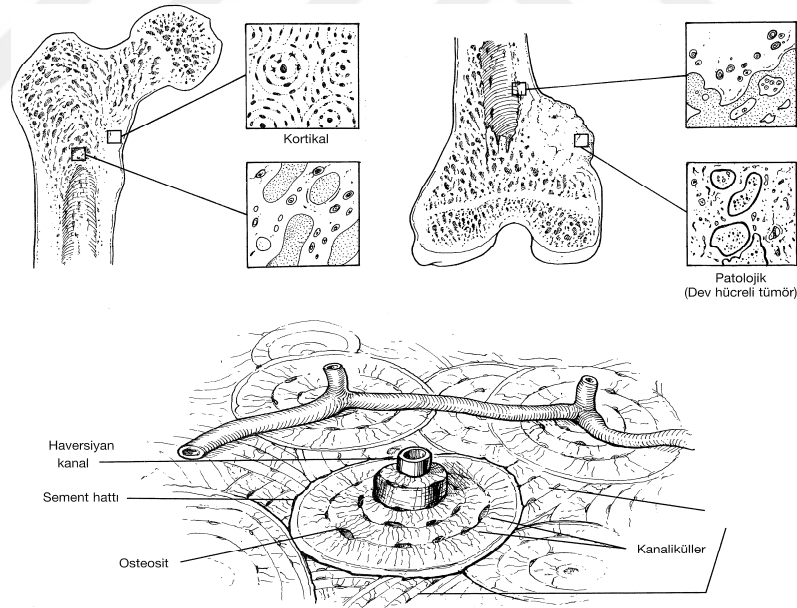 Kortikal
Patolojik
(Dev hücreli tümör)
Haversiyan
kanal
Sement hattı
Osteosit
Kanaliküller